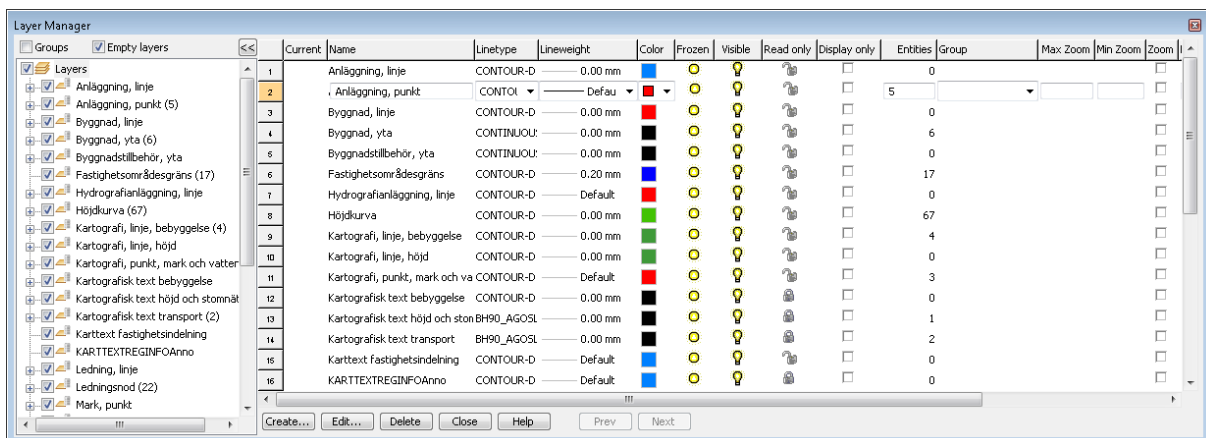 Layer Manager
Groups Empty layers <<
Layers
Anläggning, linje
Anläggning, punkt (5)
Byggnad, linje
Byggnad, yta (6)
Byggnadstillbehör, yta
Fastighetsområdesgräns (17)
Hydrografianläggning, linje
Höjdkurva (67)
Kartografi, linje, bebyggelse (4)
Kartografi, linje, höjd
Kartografi, punkt, mark och vatter
Kartografisk text bebyggelse
Kartografisk text höjd och stomnät
Kartografisk text transport (2)
Karttext fastighetsindelning
KARTTEXTREGINFOAnno
Ledning, linje
Ledningsnod (22)
Mark, punkt
Current Name Linetype Lineweight Color Frozen Visible Read only Display only Entities Group Max Zoom Min Zoom Zoom
1 Anläggning, linje CONTOUR-D 0.00 mm 0
2 Anläggning, punkt CONTOL Defau 5
3 Byggnad, linje CONTOUR-D 0.00 mm 0
4 Byggnad, yta CONTINUOU: 0.00 mm 6
5 Byggnadstillbehör, yta CONTINUOU: 0.00 mm 0
6 Fastighetsområdesgräns CONTOUR-D 0.20 mm 17
7 Hydrografianläggning, linje CONTOUR-D Default 0
8 Höjdkurva CONTOUR-D 0.00 mm 67
9 Kartografi, linje, bebyggelse CONTOUR-D 0.00 mm 4
10 Kartografi, linje, höjd CONTOUR-D 0.00 mm 0
11 Kartografi, punkt, mark och va CONTOUR-D Default 3
12 Kartografisk text bebyggelse CONTOUR-D 0.00 mm 0
13 Kartografisk text höjd och ston BH90_AGOSL 0.00 mm 1
14 Kartografisk text transport BH90_AGOSL 0.00 mm 2
15 Karttext fastighetsindelning CONTOUR-D Default 0
16 KARTTEXTREGINFOAnno CONTOUR-D Default 0
Create... Edit... Delete Close Help Prev Next